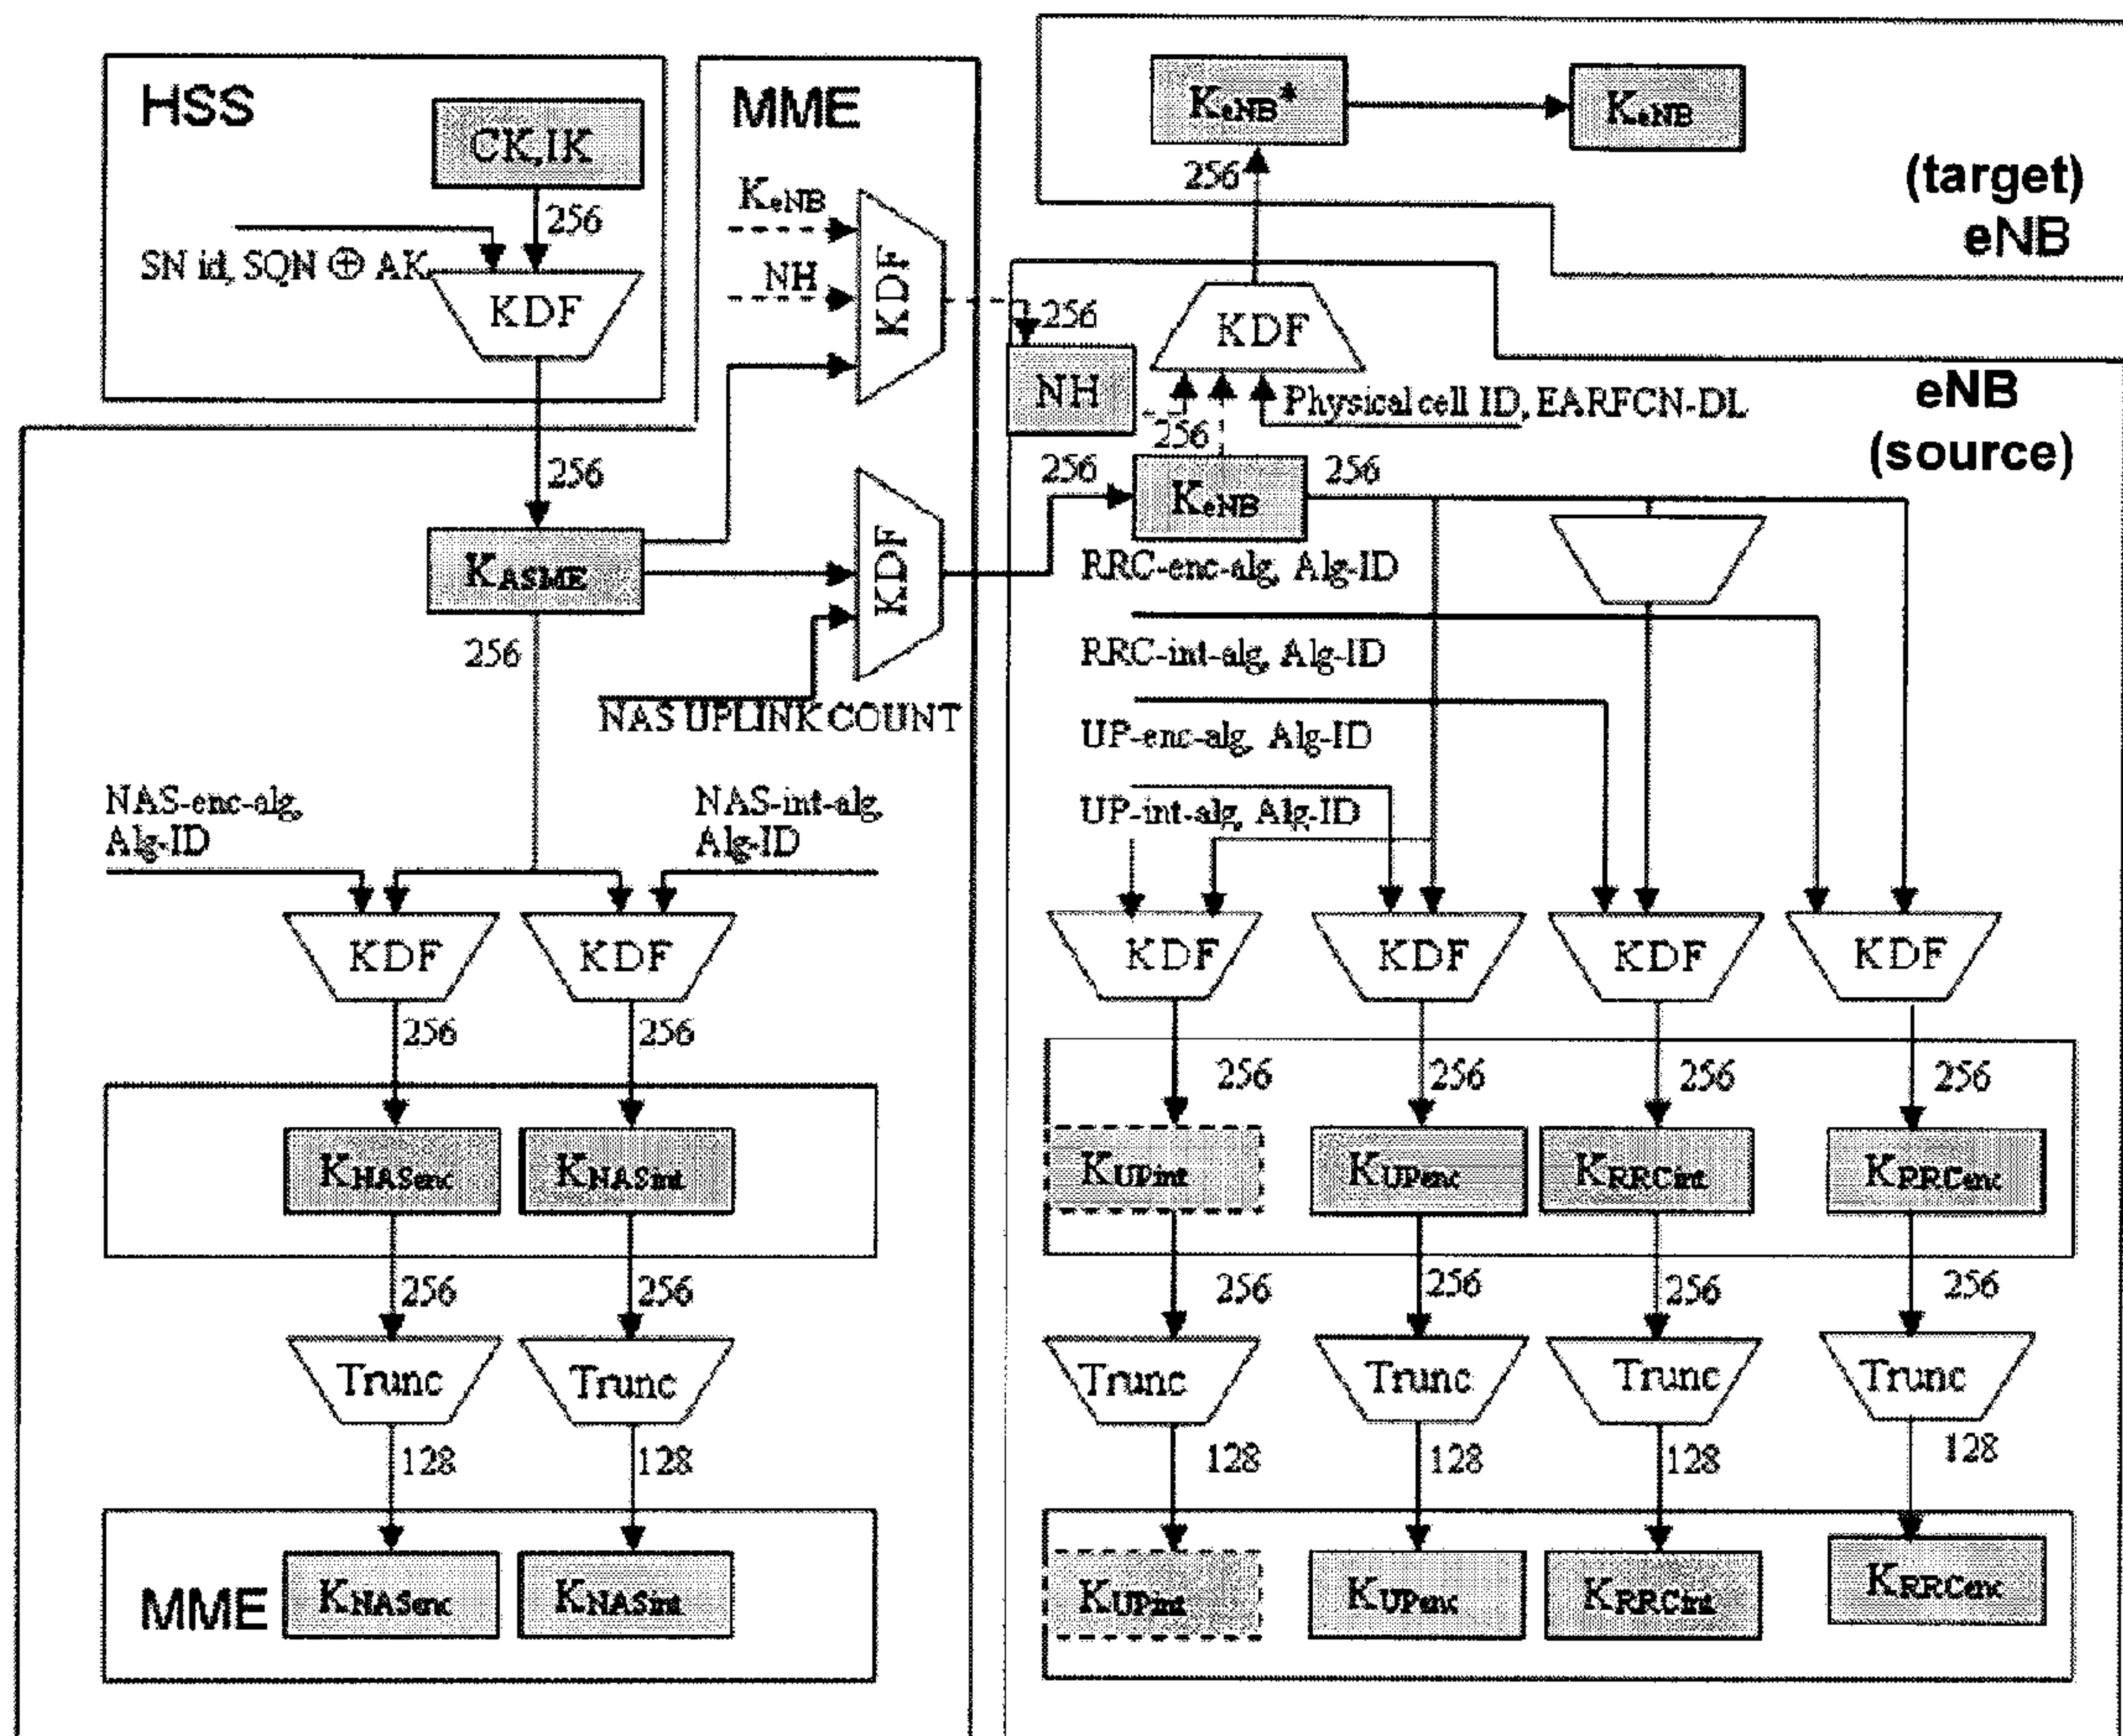 HSS
CK,IK
256
SN id, SQN ⊕ AK
KDF
256
MME
KeNB
NH
KDF
256
KeNB*
KeNB
256
(target)
eNB
KDF
NH
256
Physical cell ID, EARFCN-DL
eNB
(source)
KASME
256
KDF
NAS UPLINK COUNT
256
KeNB
256
RRC-enc-alg, Alg-ID
RRC-int-alg, Alg-ID
UP-enc-alg, Alg-ID
UP-int-alg, Alg-ID
NAS-enc-alg,
Alg-ID
NAS-int-alg,
Alg-ID
KDF KDF KDF KDF KDF KDF
256 256 256 256 256 256
KNASenc KNASint KUPint KUPenc KRRCint KRRCenc
256 256 256 256 256 256
Trunc Trunc Trunc Trunc Trunc Trunc
128 128 128 128 128 128
MME KNASenc KNASint KUPint KUPenc KRRCint KRRCenc